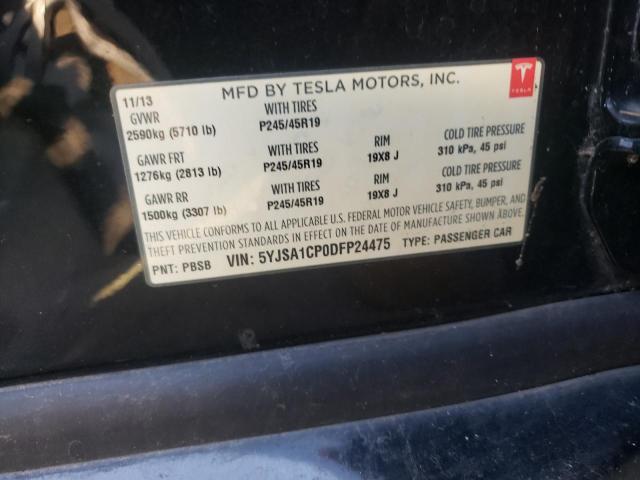 11/13 MFD BY TESLA MOTORS, INC. TESLA
GVWR WITH TIRES
2590kg (5710 lb) P245/45R19
GAWR FRT WITH TIRES RIM COLD TIRE PRESSURE
1276kg (2813 lb) P245/45R19 19X8 J 310 kPa, 45 psi
GAWR RR WITH TIRES RIM COLD TIRE PRESSURE
1500kg (3307 lb) P245/45R19 19X8 J 310 kPa, 45 psi
THIS VEHICLE CONFORMS TO ALL APPLICABLE U.S. FEDERAL MOTOR VEHICLE SAFETY, BUMPER, AND
THEFT PREVENTION STANDARDS IN EFFECT ON THE DATE OF MANUFACTURE SHOWN ABOVE.
PNT: PBSB VIN: 5YJSA1CP0DFP24475 TYPE: PASSENGER CAR